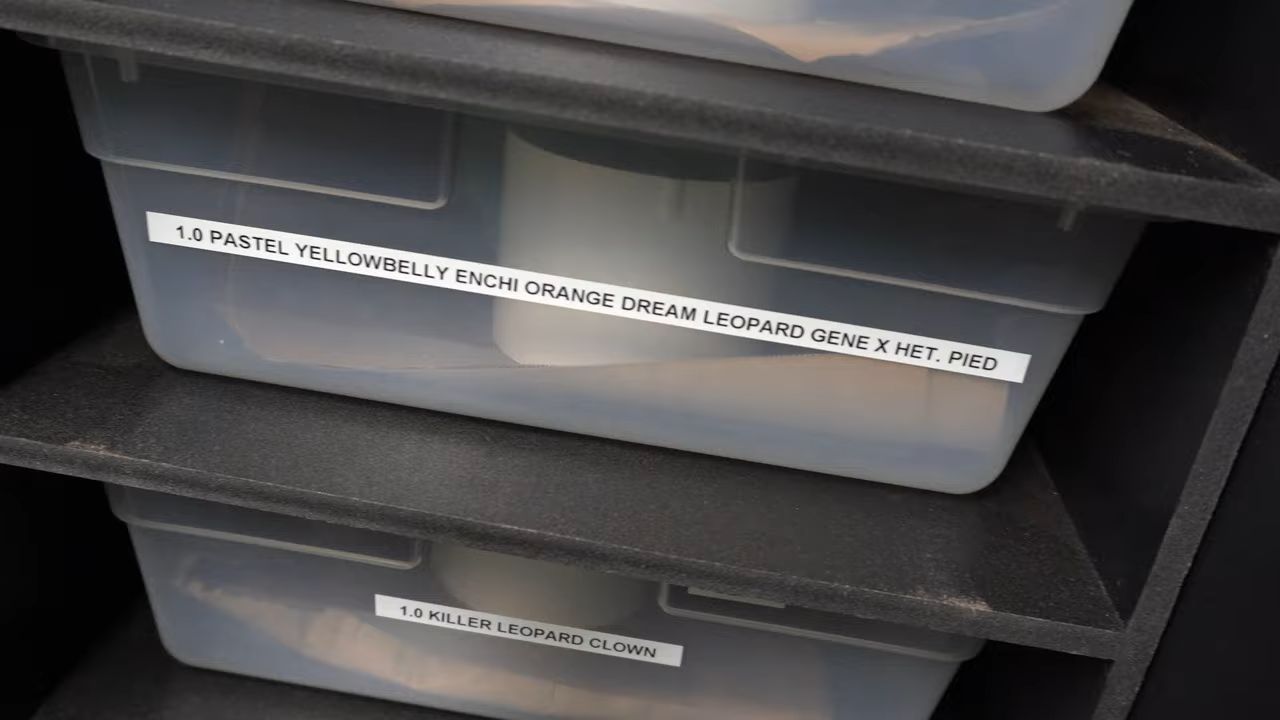 1.0 PASTEL YELLOWBELLY ENCHI ORANGE DREAM LEOPARD GENE X HET. PIED
1.0 KILLER LEOPARD CLOWN